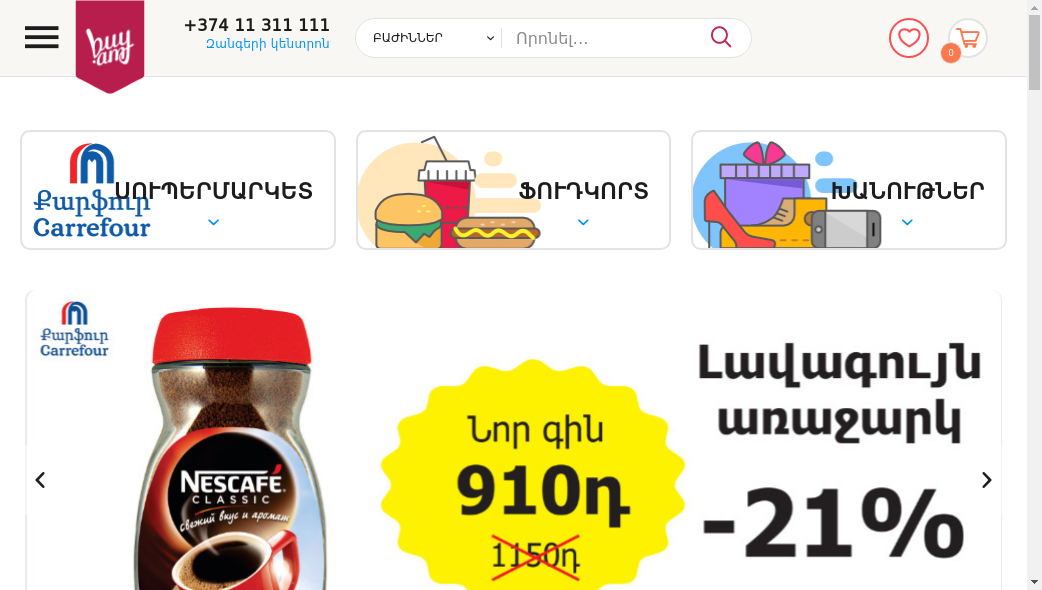 buy.am
+374 11 311 111
Զանգերի կենտրոն
ԲԱԺԻՆՆԵՐ
Որոնել...
0
ՍՈՒՊԵՐՄԱՐԿԵՏ
Քարֆուր
Carrefour
ՖՈՒԴԿՈՐՏ
ԽԱՆՈՒԹՆԵՐ
Քարֆուր
Carrefour
NESCAFÉ
CLASSIC
свежий вкус и аромат
Նոր գին
910դ
1150դ
Լավագույն
առաջարկ
-21%